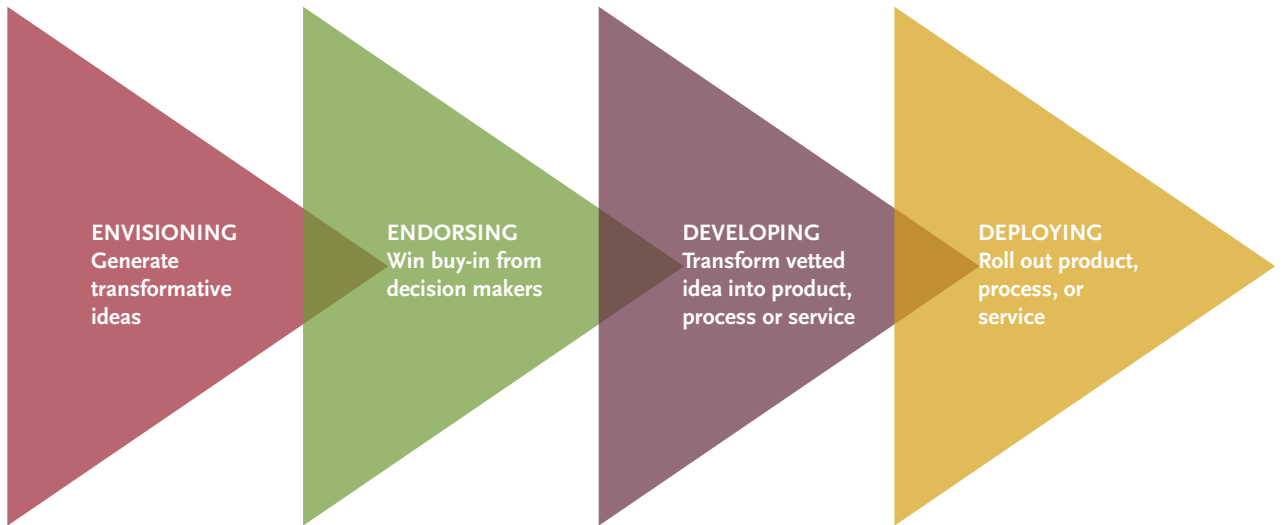 ENVISIONING
Generate
transformative
ideas
ENDORSING
Win buy-in from
decision makers
DEVELOPING
Transform vetted
idea into product,
process or service
DEPLOYING
Roll out product,
process, or
service